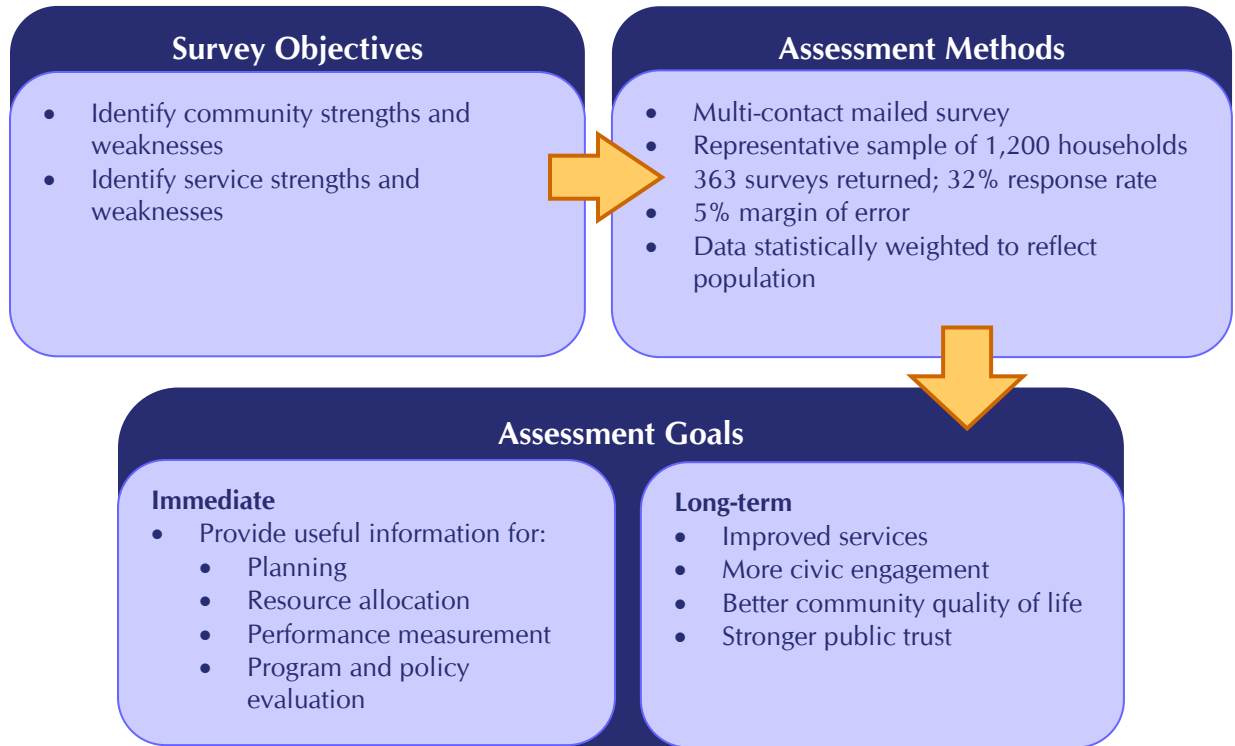 Survey Objectives
• Identify community strengths and
weaknesses
• Identify service strengths and
weaknesses
Assessment Methods
• Multi-contact mailed survey
• Representative sample of 1,200 households
• 363 surveys returned; 32% response rate
• 5% margin of error
• Data statistically weighted to reflect
population
Assessment Goals
Immediate
• Provide useful information for:
• Planning
• Resource allocation
• Performance measurement
• Program and policy
evaluation
Long-term
• Improved services
• More civic engagement
• Better community quality of life
• Stronger public trust